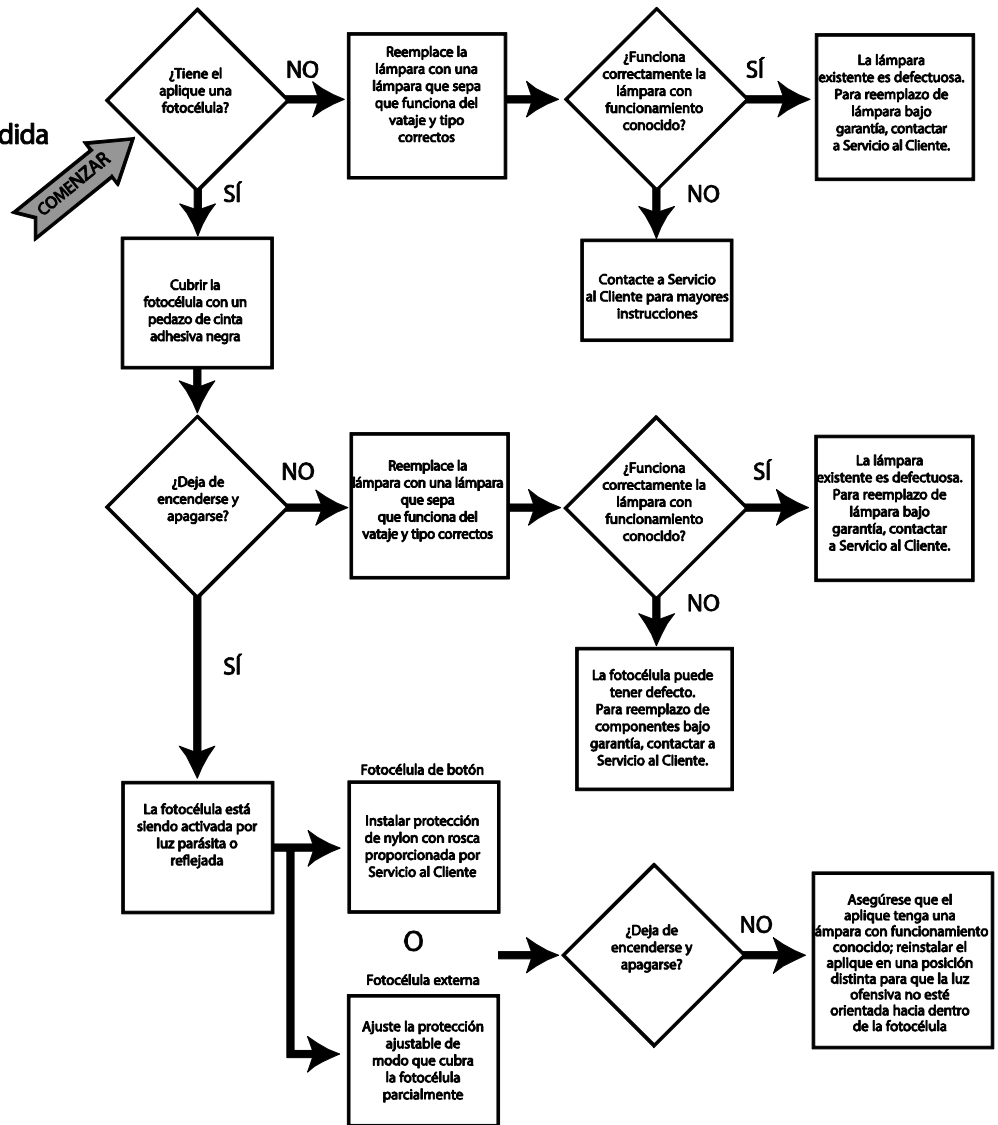 ¿Tiene el
aplique una
fotocélula?
NO
Reemplace la
lámpara con una
lámpara que sepa
que funciona del
vataje y tipo
correctos
¿Funciona
correctamente la
lámpara con
funcionamiento
conocido?
SÍ
La lámpara
existente es defectuosa.
Para reemplazo de
lámpara bajo
garantía, contactar
a Servicio al Cliente.
dida
COMENZAR
SÍ
NO
Cubrir la
fotocélula con un
pedazo de cinta
adhesiva negra
Contacte a Servicio
al Cliente para mayores
instrucciones
¿Deja de
encenderse y
apagarse?
NO
Reemplace la
lámpara con una lámpara
que sepa
que funciona del
vataje y tipo correctos
¿Funciona
correctamente la
lámpara con
funcionamiento
conocido?
SÍ
La lámpara
existente es defectuosa.
Para reemplazo de
lámpara bajo
garantía, contactar
a Servicio al Cliente.
NO
SÍ
La fotocélula puede
tener defecto.
Para reemplazo de
componentes bajo
garantía, contactar a
Servicio al Cliente.
La fotocélula está
siendo activada por
luz parásita o
reflejada
Fotocélula de botón
Instalar protección
de nylon con rosca
proporcionada por
Servicio al Cliente
O
Fotocélula externa
Ajuste la protección
ajustable de
modo que cubra
la fotocélula
parcialmente
¿Deja de
encenderse y
apagarse?
NO
Asegúrese que el
aplique tenga una
lámpara con funcionamiento
conocido; reinstalar el
aplique en una posición
distinta para que la luz
ofensiva no esté
orientada hacia dentro
de la fotocélula